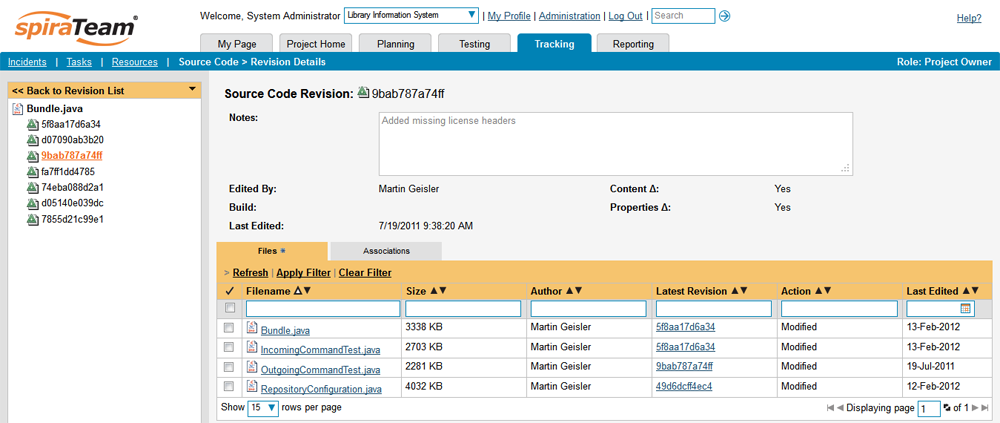 spiraTeam®
Welcome, System Administrator Library Information System | My Profile | Administration | Log Out | Search
Help?
My Page Project Home Planning Testing Tracking Reporting
Incidents | Tasks | Resources | Source Code > Revision Details Role: Project Owner
<< Back to Revision List
Bundle.java
5f8aa17d6a34
d07090ab3b20
9bab787a74ff
fa7ff1dd4785
74eba088d2a1
d05140e039dc
7855d21c99e1
Source Code Revision: 9bab787a74ff
Notes: Added missing license headers
Edited By: Martin Geisler Content Δ: Yes
Build: Properties Δ: Yes
Last Edited: 7/19/2011 9:38:20 AM
Files Associations
> Refresh | Apply Filter | Clear Filter
✓ Filename Δ▼ Size ▲▼ Author ▲▼ Latest Revision ▲▼ Action ▲▼ Last Edited ▲▼
Bundle.java 3338 KB Martin Geisler 5f8aa17d6a34 Modified 13-Feb-2012
IncomingCommandTest.java 2703 KB Martin Geisler 5f8aa17d6a34 Modified 13-Feb-2012
OutgoingCommandTest.java 2281 KB Martin Geisler 9bab787a74ff Modified 19-Jul-2011
RepositoryConfiguration.java 4032 KB Martin Geisler 49d6dcff4ec4 Modified 12-Feb-2012
Show 15 rows per page Displaying page 1 of 1